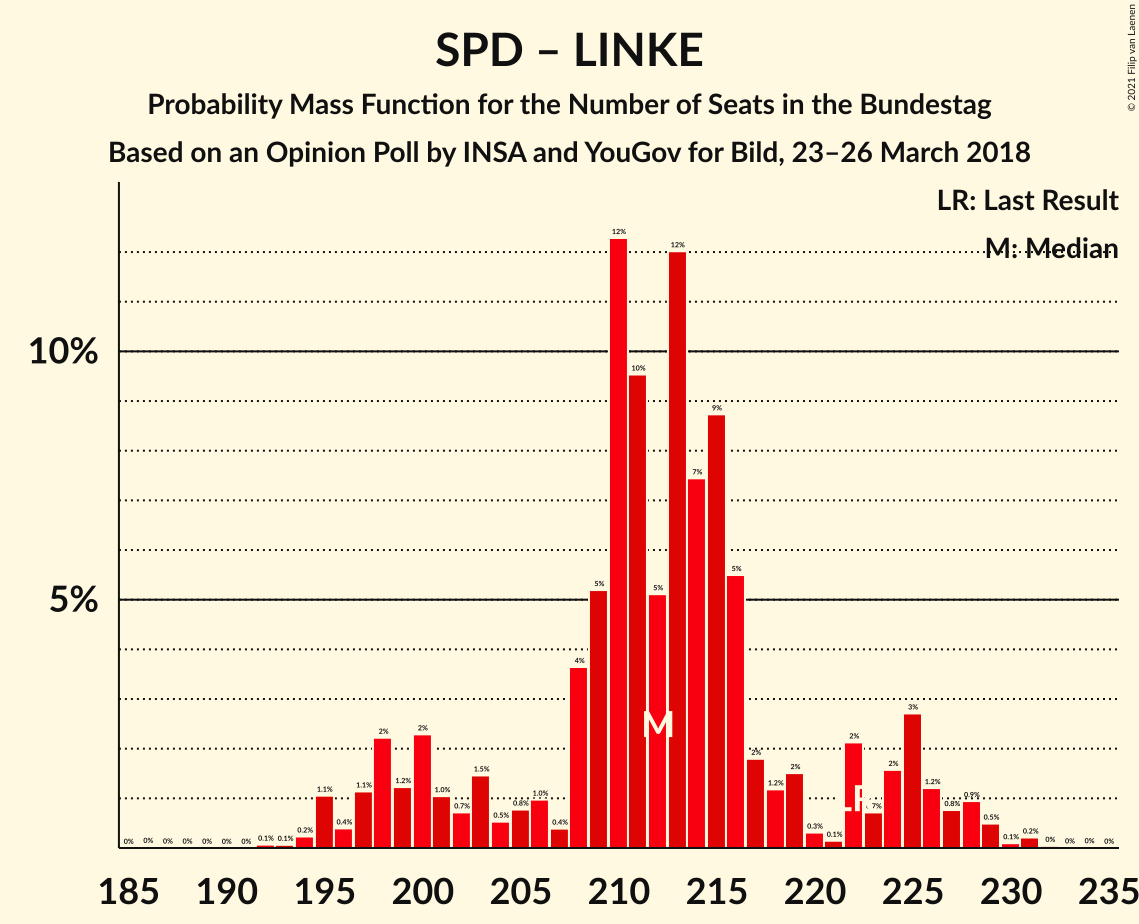 SPD – LINKE
Probability Mass Function for the Number of Seats in the Bundestag
Based on an Opinion Poll by INSA and YouGov for Bild, 23–26 March 2018
© 2021 Filip van Laenen
LR: Last Result
M: Median
10%
5%
0% 0% 0% 0% 0% 0% 0% 0.1% 0.1% 0.2% 1.1% 0.4% 1.1% 2% 1.2% 2% 1.0% 0.7% 1.5% 0.5% 0.8% 1.0% 0.4% 4% 5% 12% 10% 5% 12% 7% 9% 5% 2% 1.2% 2% 0.3% 0.1% 2% 7% 2% 3% 1.2% 0.8% 0.9% 0.5% 0.1% 0.2% 0% 0% 0% 0%
M
LR
185 190 195 200 205 210 215 220 225 230 235